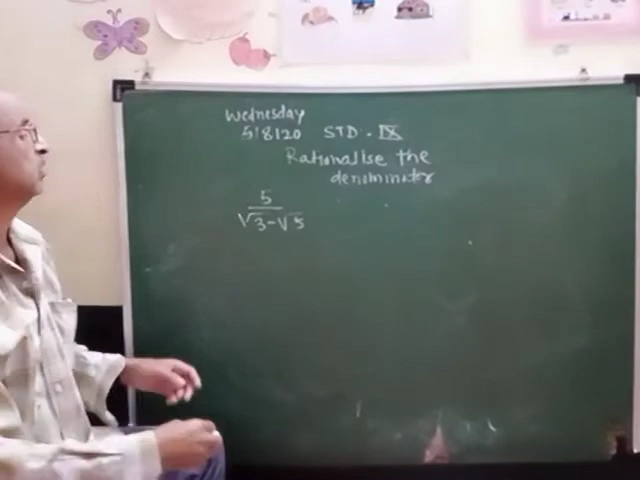 Wednesday
5/8/20 STD - IX
Rationalise the
denominator
5
√3-√5